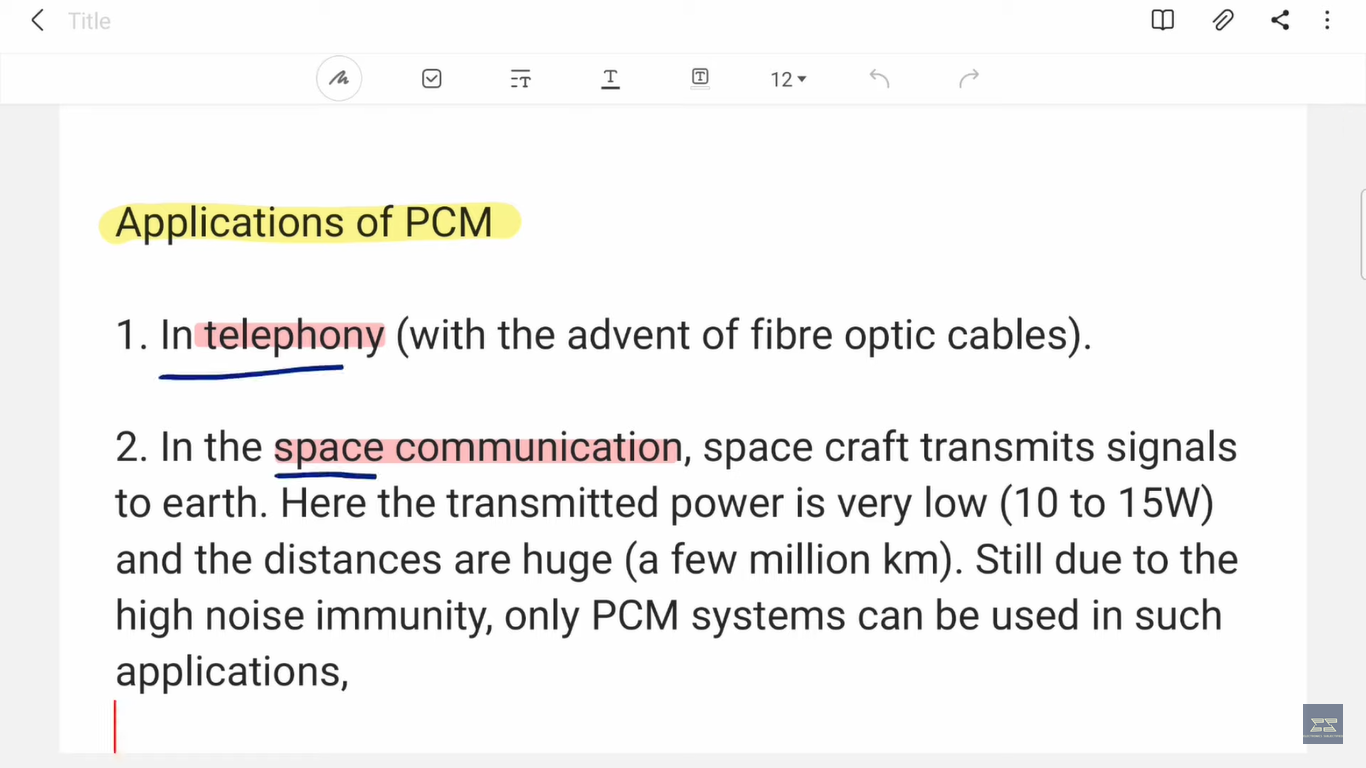 Title
12
Applications of PCM
1. In telephony (with the advent of fibre optic cables).
2. In the space communication, space craft transmits signals
to earth. Here the transmitted power is very low (10 to 15W)
and the distances are huge (a few million km). Still due to the
high noise immunity, only PCM systems can be used in such
applications,